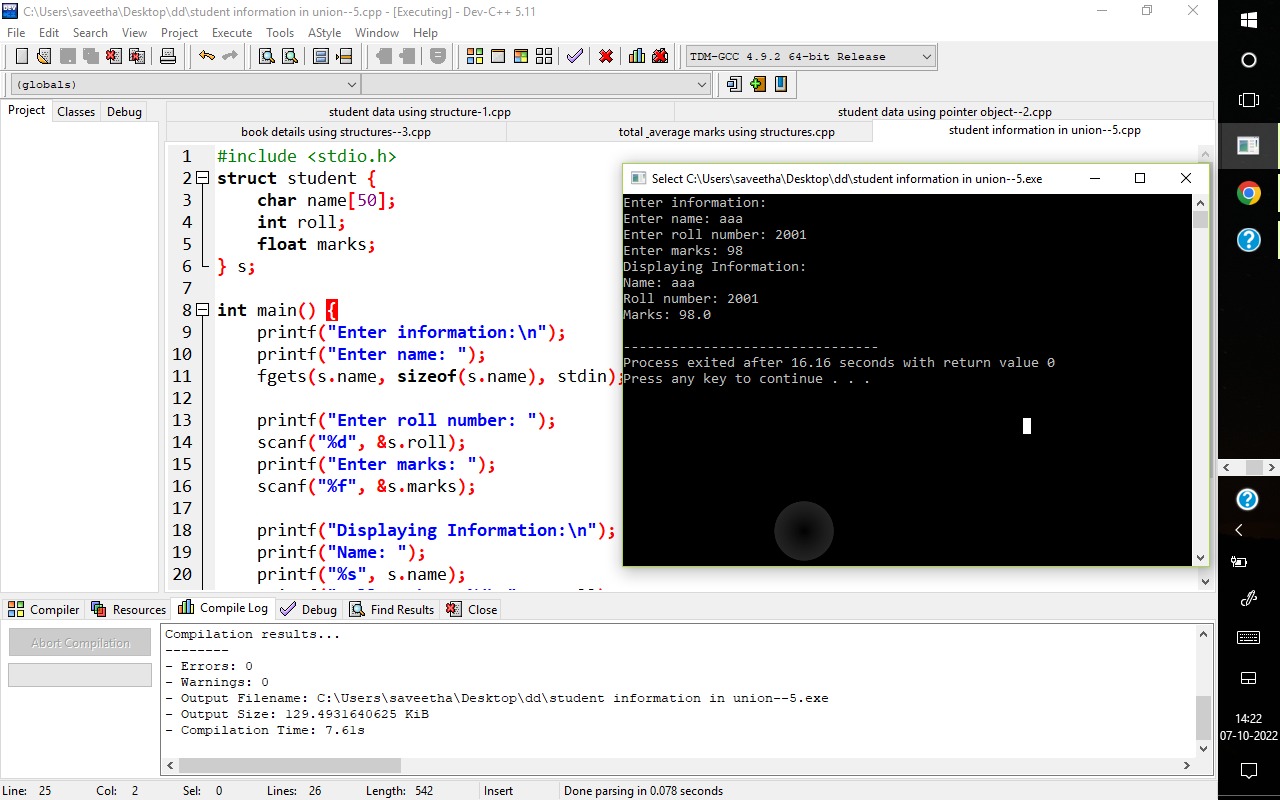 C:\Users\saveetha\Desktop\dd\student information in union--5.cpp - [Executing] - Dev-C++ 5.11
File Edit Search View Project Execute Tools AStyle Window Help
TDM-GCC 4.9.2 64-bit Release
(globals)
Project Classes Debug
student data using structure-1.cpp student data using pointer object--2.cpp
book details using structures--3.cpp total _average marks using structures.cpp student information in union--5.cpp
1 #include <stdio.h>
2 struct student {
3 char name[50];
4 int roll;
5 float marks;
6 } s;
7
8 int main() {
9 printf("Enter information:\n");
10 printf("Enter name: ");
11 fgets(s.name, sizeof(s.name), stdin);
12
13 printf("Enter roll number: ");
14 scanf("%d", &s.roll);
15 printf("Enter marks: ");
16 scanf("%f", &s.marks);
17
18 printf("Displaying Information:\n");
19 printf("Name: ");
20 printf("%s", s.name);
Select C:\Users\saveetha\Desktop\dd\student information in union--5.exe
Enter information:
Enter name: aaa
Enter roll number: 2001
Enter marks: 98
Displaying Information:
Name: aaa
Roll number: 2001
Marks: 98.0
--------------------------------
Process exited after 16.16 seconds with return value 0
Press any key to continue . . .
Compiler Resources Compile Log Debug Find Results Close
Abort Compilation
Compilation results...
--------
- Errors: 0
- Warnings: 0
- Output Filename: C:\Users\saveetha\Desktop\dd\student information in union--5.exe
- Output Size: 129.4931640625 KiB
- Compilation Time: 7.61s
Line: 25 Col: 2 Sel: 0 Lines: 26 Length: 542 Insert Done parsing in 0.078 seconds
14:22
07-10-2022